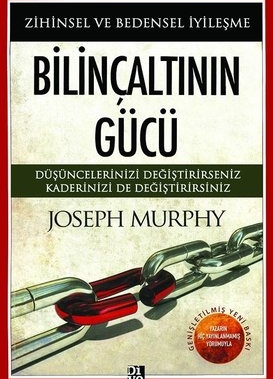 ZİHİNSEL VE BEDENSEL İYİLEŞME
BİLİNÇALTININ
GÜCÜ
DÜŞÜNCELERİNİZİ DEĞİŞTİRİRSENİZ
KADERİNİZİ DE DEĞİŞTİRİRSİNİZ
JOSEPH MURPHY
GENİŞLETİLMİŞ YENİ BASKI
YAZARIN
HİÇ YAYINLANMAMIŞ
YORUMUYLA